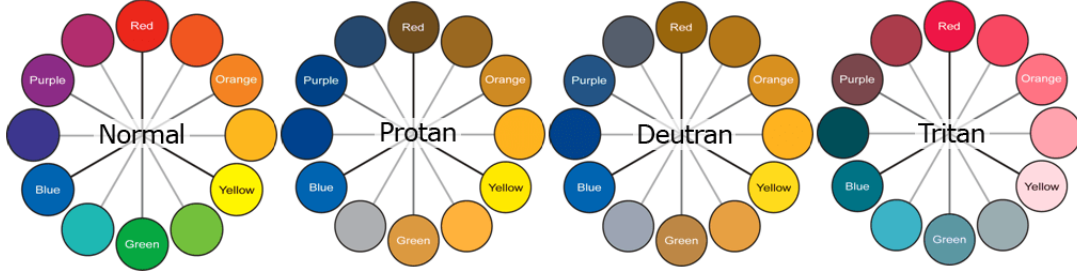 Red
Orange
Purple
Normal
Blue
Yellow
Green
Red
Orange
Purple
Protan
Blue
Yellow
Green
Red
Orange
Purple
Deutran
Blue
Yellow
Green
Red
Orange
Purple
Tritan
Blue
Yellow
Green